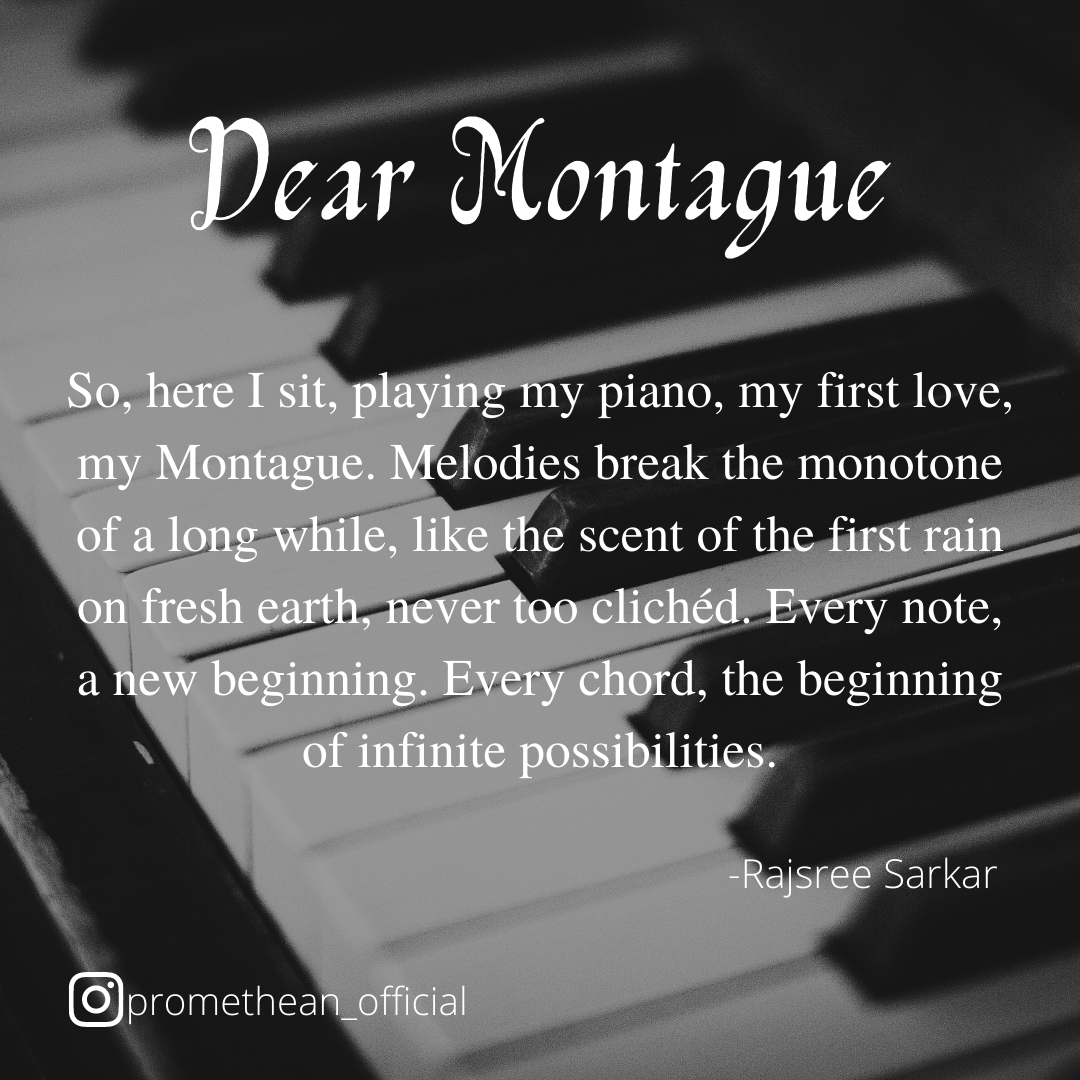 Dear Montague
So, here I sit, playing my piano, my first love,
my Montague. Melodies break the monotone
of a long while, like the scent of the first rain
on fresh earth, never too clichéd. Every note,
a new beginning. Every chord, the beginning
of infinite possibilities.
-Rajsree Sarkar
promethean_official